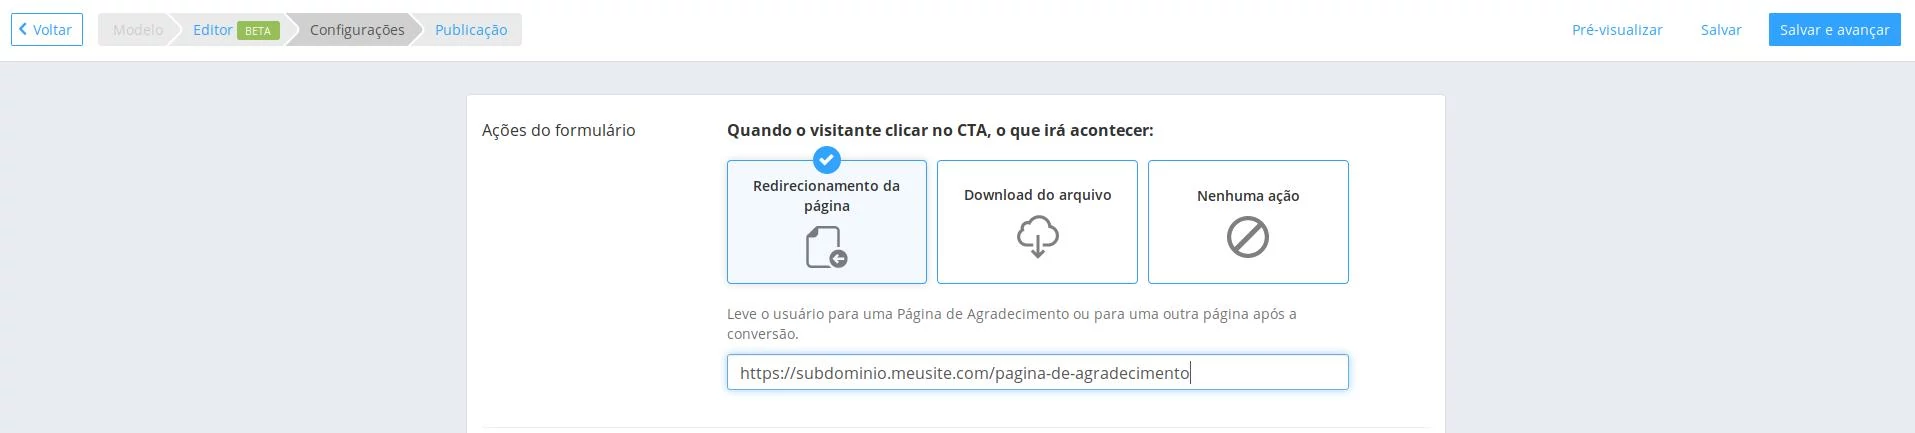 Voltar
Modelo
Editor BETA
Configurações
Publicação
Pré-visualizar
Salvar
Salvar e avançar
Ações do formulário
Quando o visitante clicar no CTA, o que irá acontecer:
Redirecionamento da
página
Download do arquivo
Nenhuma ação
Leve o usuário para uma Página de Agradecimento ou para uma outra página após a
conversão.
https://subdominio.meusite.com/pagina-de-agradecimento